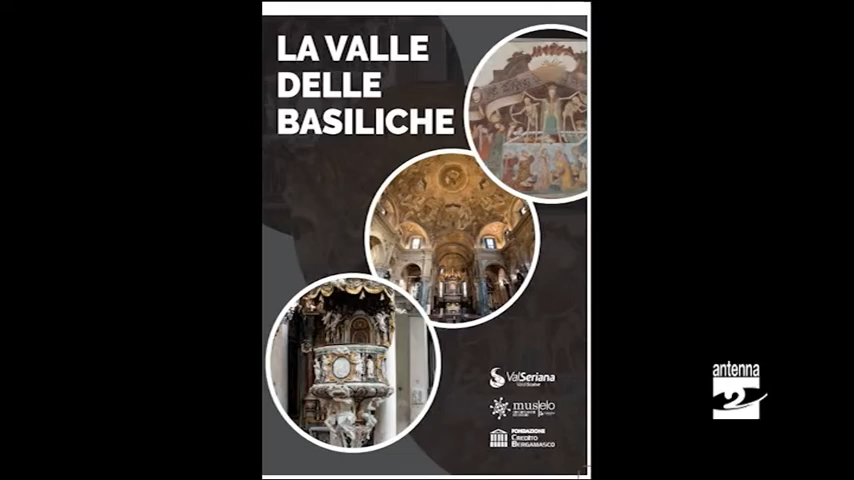 LA VALLE
DELLE
BASILICHE
ValSeriana
FONDAZIONE
CREDITO
BERGAMASCO
antenna
2